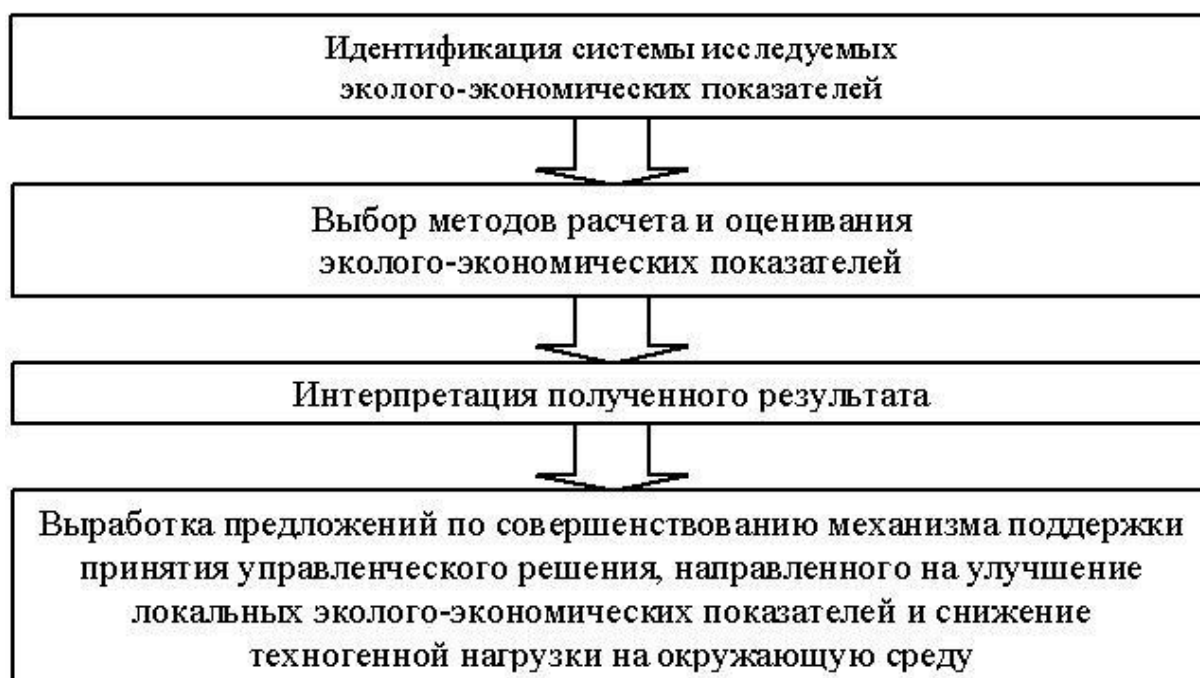 Идентификация системы исследуемых
эколого-экономических показателей
Выбор методов расчета и оценивания
эколого-экономических показателей
Интерпретация полученного результата
Выработка предложений по совершенствованию механизма поддержки
принятия управленческого решения, направленного на улучшение
локальных эколого-экономических показателей и снижение
техногенной нагрузки на окружающую среду